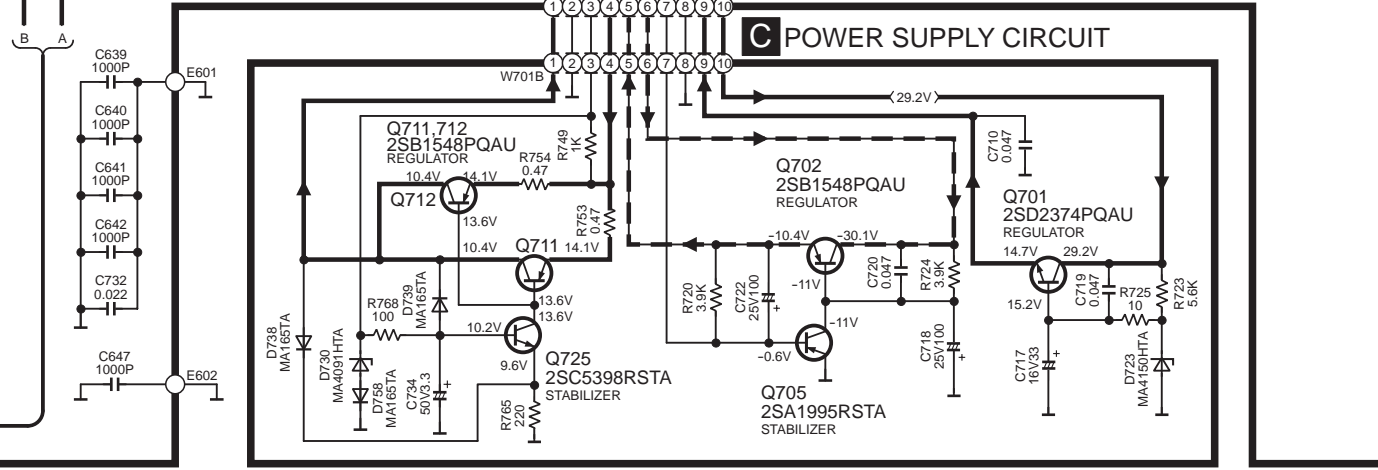 B A
1 2 3 4 5 6 7 8 9 10
C POWER SUPPLY CIRCUIT
C639
1000P
E601
W701B
1 2 3 4 5 6 7 8 9 10
29.2V
C640
1000P
C641
1000P
C642
1000P
C732
0.022
C647
1000P
E602
Q711,712
2SB1548PQAU
REGULATOR
R754
0.47
R749
1K
10.4V
14.1V
Q712
13.6V
R753
0.47
10.4V
Q711
14.1V
13.6V
13.6V
D739
MA165TA
R768
100
10.2V
D738
MA165TA
D730
MA4091HTA
D758
MA165TA
C734
50V3.3
+
9.6V
Q725
2SC5398RSTA
STABILIZER
R765
220
Q702
2SB1548PQAU
REGULATOR
-10.4V
-30.1V
-11V
R720
3.9K
C722
25V100
+
C720
0.047
R724
3.9K
-11V
-0.6V
C718
25V100
+
Q705
2SA1995RSTA
STABILIZER
C710
0.047
Q701
2SD2374PQAU
REGULATOR
14.7V
29.2V
15.2V
C719
0.047
R725
10
R723
5.6K
C717
16V33
+
D723
MA4150HTA